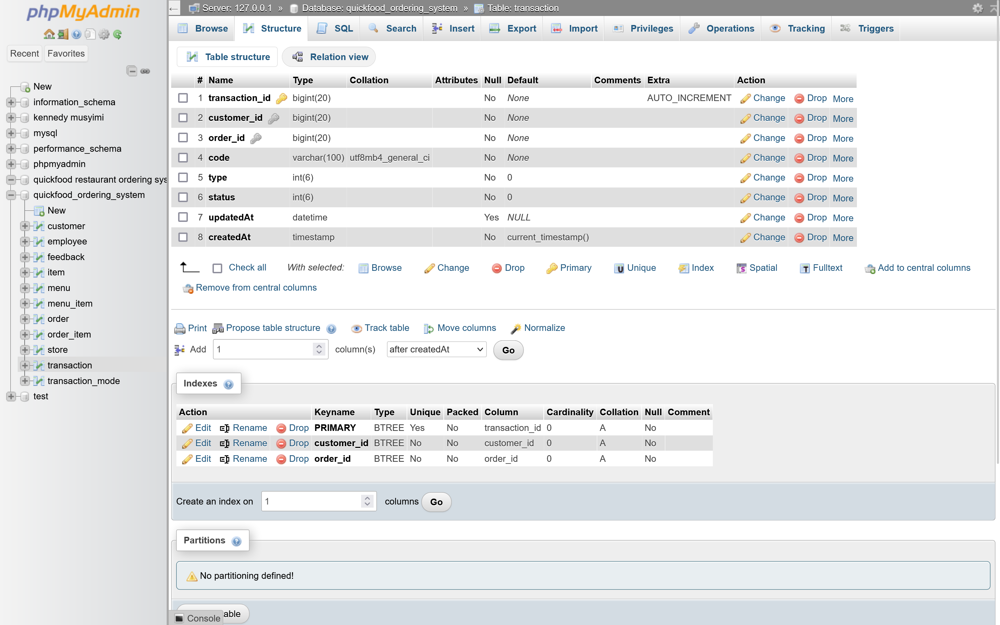 phpMyAdmin
Recent Favorites
New
information_schema
kennedy musyimi
mysql
performance_schema
phpmyadmin
quickfood restaurant ordering sys
quickfood_ordering_system
New
customer
employee
feedback
item
menu
menu_item
order
order_item
store
transaction
transaction_mode
test
← Server: 127.0.0.1 » Database: quickfood_ordering_system » Table: transaction
Browse Structure SQL Search Insert Export Import Privileges Operations Tracking Triggers
Table structure Relation view
# Name Type Collation Attributes Null Default Comments Extra Action
1 transaction_id bigint(20) No None AUTO_INCREMENT Change Drop More
2 customer_id bigint(20) No None Change Drop More
3 order_id bigint(20) No None Change Drop More
4 code varchar(100) utf8mb4_general_ci No None Change Drop More
5 type int(6) No 0 Change Drop More
6 status int(6) No 0 Change Drop More
7 updatedAt datetime Yes NULL Change Drop More
8 createdAt timestamp No current_timestamp() Change Drop More
Check all With selected: Browse Change Drop Primary Unique Index Spatial Fulltext Add to central columns
Remove from central columns
Print Propose table structure Track table Move columns Normalize
Add 1 column(s) after createdAt Go
Indexes
Action Keyname Type Unique Packed Column Cardinality Collation Null Comment
Edit Rename Drop PRIMARY BTREE Yes No transaction_id 0 A No
Edit Rename Drop customer_id BTREE No No customer_id 0 A No
Edit Rename Drop order_id BTREE No No order_id 0 A No
Create an index on 1 columns Go
Partitions
No partitioning defined!
able
Console